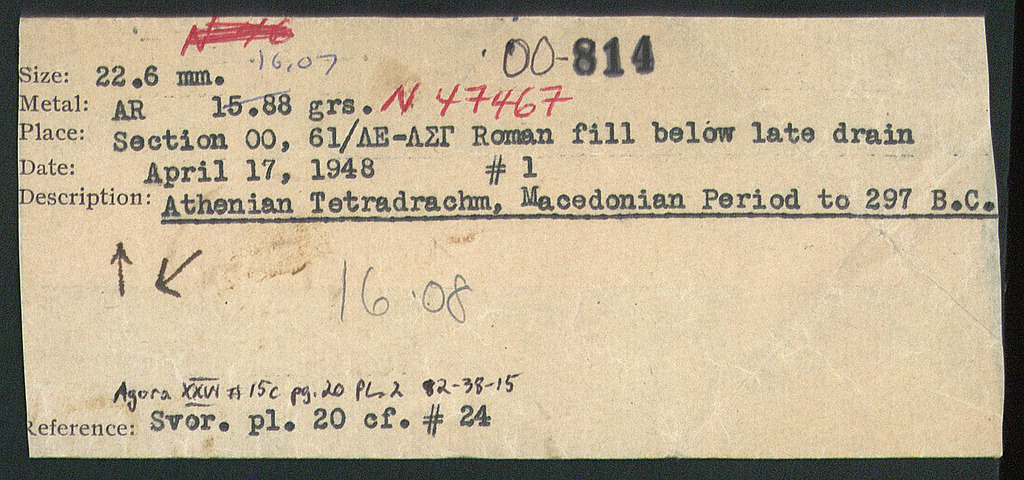 16,07
00-814
Size: 22.6 mm.
Metal: AR 15.88 grs. N 47467
Place: Section OO, 61/ΛΕ-ΛΣΤ Roman fill below late drain
Date: April 17, 1948 # 1
Description: Athenian Tetradrachm, Macedonian Period to 297 B.C.
↑ ↙
16.08
Agora XXVI # 15c pg. 20 PL. 2 82-38-15
Reference: Svor. pl. 20 cf. # 24